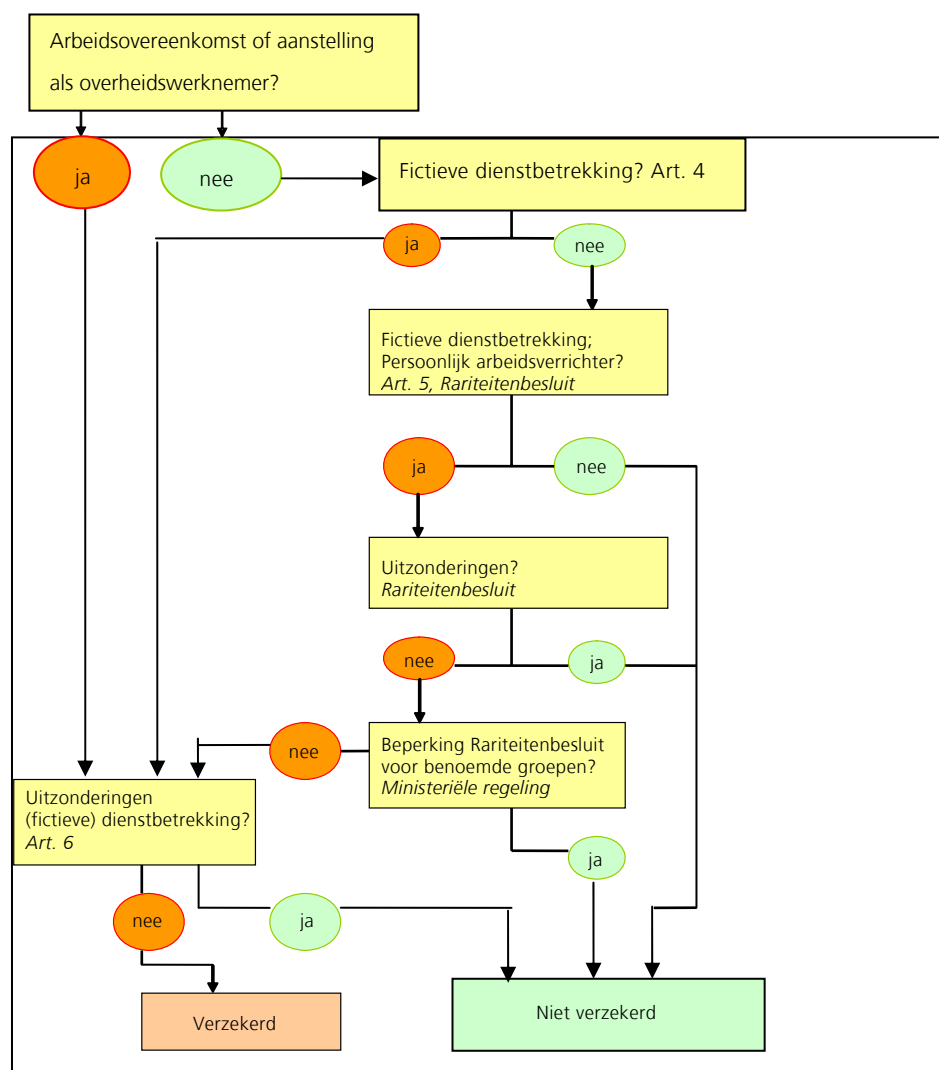 Arbeidsovereenkomst of aanstelling
als overheidswerknemer?
ja
nee
Fictieve dienstbetrekking? Art. 4
ja
nee
Fictieve dienstbetrekking;
Persoonlijk arbeidsverrichter?
Art. 5, Rariteitenbesluit
ja
nee
Uitzonderingen?
Rariteitenbesluit
nee
ja
Beperking Rariteitenbesluit
voor benoemde groepen?
Ministeriële regeling
nee
Uitzonderingen
(fictieve) dienstbetrekking?
Art. 6
ja
nee
ja
Verzekerd
Niet verzekerd